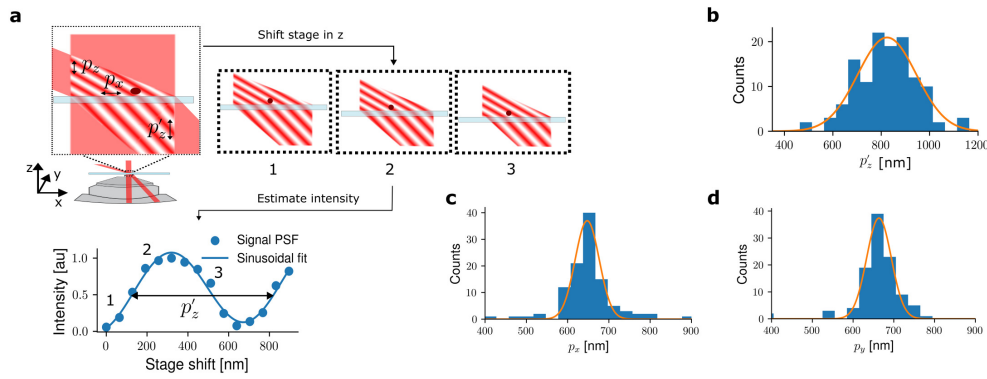 a
Shift stage in z
p_z
p_x
p'_z
z
y
x
1
2
3
Estimate intensity
Intensity [au]
1.0
0.5
0.0
1
2
3
Signal PSF
Sinusoidal fit
p'_z
0 200 400 600 800
Stage shift [nm]
b
Counts
20
10
0
400 600 800 1000 1200
p'_z [nm]
c
Counts
40
30
20
10
0
400 500 600 700 800 900
p_x [nm]
d
Counts
40
30
20
10
0
400 500 600 700 800 900
p_y [nm]